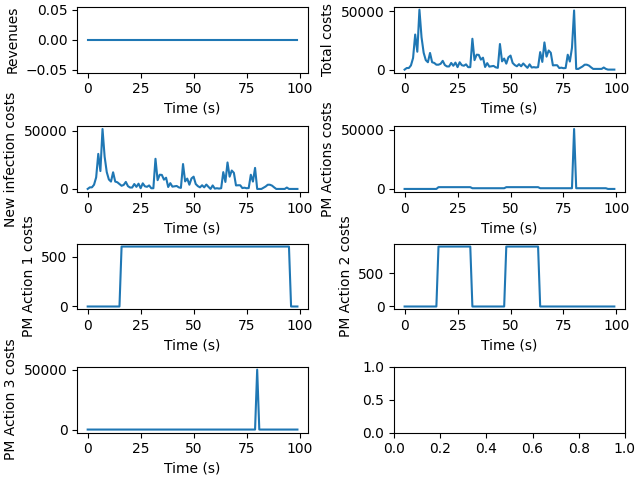 Revenues
0.05
0.00
−0.05
0 25 50 75 100
Time (s)
Total costs
50000
0
0 25 50 75 100
Time (s)
New infection costs
50000
0
0 25 50 75 100
Time (s)
PM Actions costs
50000
0
0 25 50 75 100
Time (s)
PM Action 1 costs
500
0
0 25 50 75 100
Time (s)
PM Action 2 costs
500
0
0 25 50 75 100
Time (s)
PM Action 3 costs
50000
0
0 25 50 75 100
Time (s)
1.0
0.5
0.0
0.0 0.2 0.4 0.6 0.8 1.0